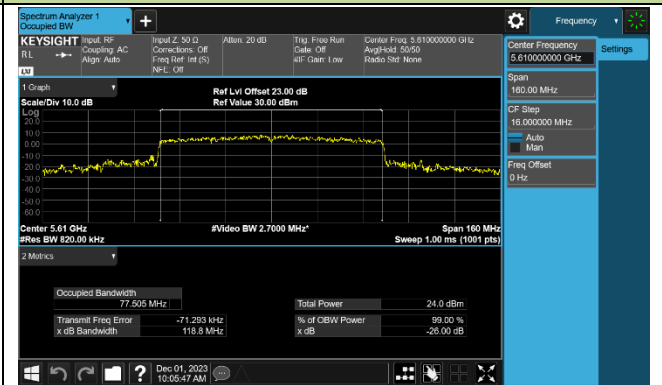 Spectrum Analyzer 1
Occupied BW
Frequency
KEYSIGHT
RL
LXI
Input: RF
Coupling: AC
Align: Auto
Input Z: 50 Ω
Corrections: Off
Freq Ref: Int (S)
NFE: Off
Atten: 20 dB
Trig: Free Run
Gate: Off
#IF Gain: Low
Center Freq: 5.610000000 GHz
Avg|Hold: 50/50
Radio Std: None
Center Frequency
5.610000000 GHz
Settings
Span
160.00 MHz
CF Step
16.000000 MHz
Auto
Man
Freq Offset
0 Hz
1 Graph
Scale/Div 10.0 dB
Ref Lvl Offset 23.00 dB
Ref Value 30.00 dBm
Log
20.0
10.0
0.00
-10.0
-20.0
-30.0
-40.0
-50.0
-60.0
Center 5.61 GHz
#Video BW 2.7000 MHz*
Span 160 MHz
#Res BW 820.00 kHz
Sweep 1.00 ms (1001 pts)
2 Metrics
Occupied Bandwidth
77.505 MHz
Total Power 24.0 dBm
Transmit Freq Error -71.293 kHz
% of OBW Power 99.00 %
x dB Bandwidth 118.8 MHz
x dB -26.00 dB
Dec 01, 2023
10:05:47 AM